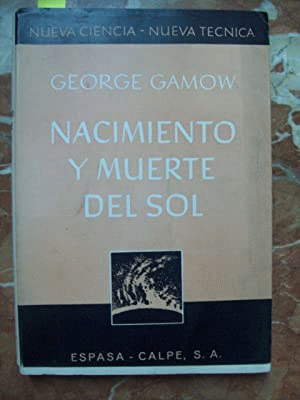 NUEVA CIENCIA - NUEVA TECNICA
GEORGE GAMOW
NACIMIENTO
Y MUERTE
DEL SOL
ESPASA - CALPE, S. A.